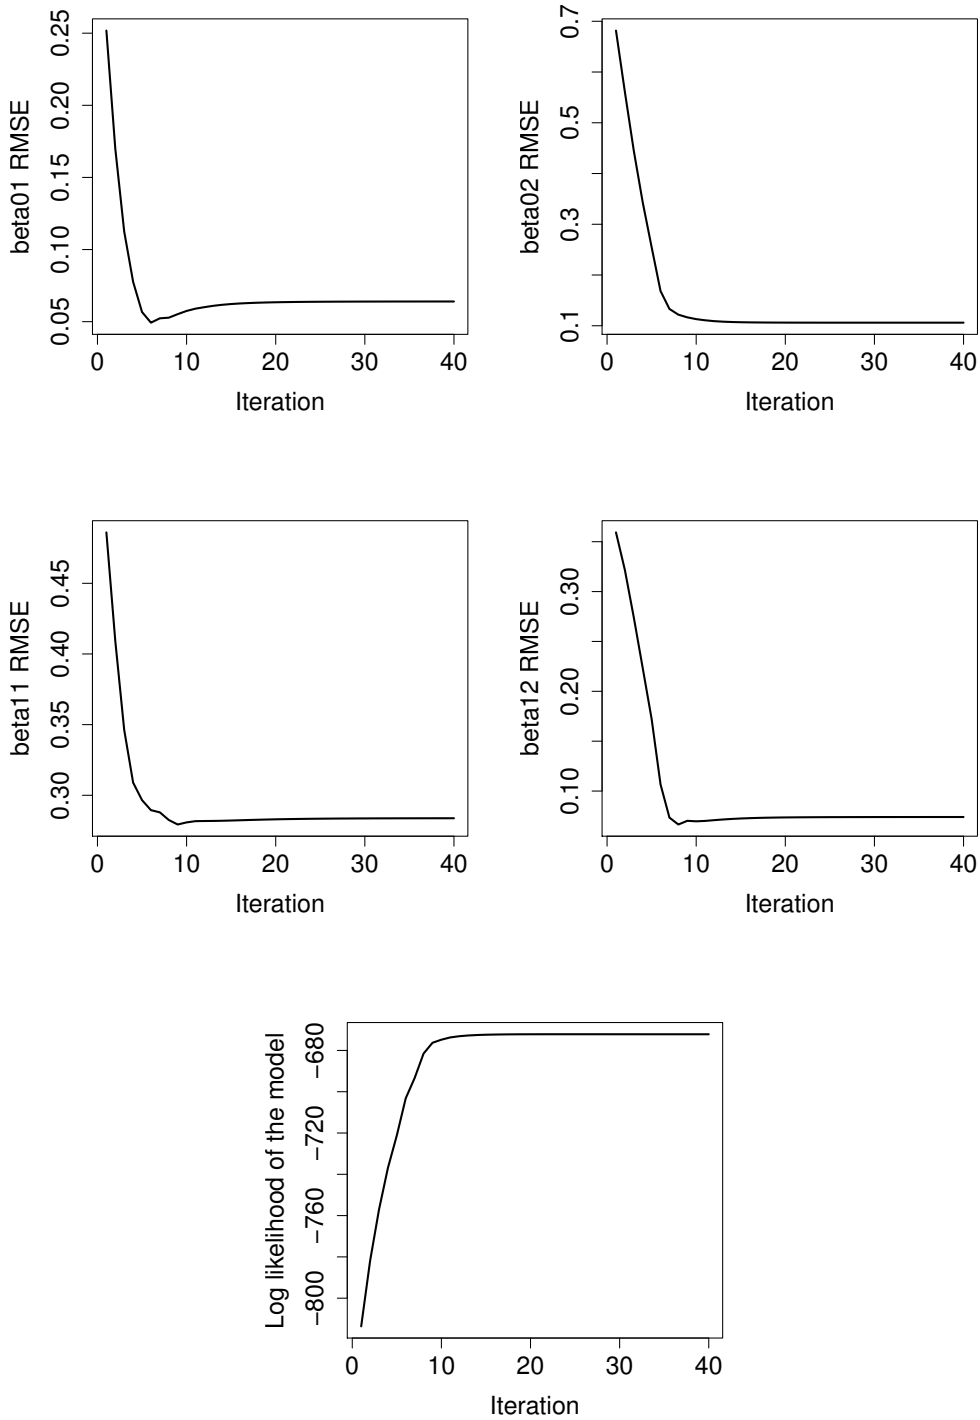 beta01 RMSE
0.05 0.10 0.15 0.20 0.25
0 10 20 30 40
Iteration
beta02 RMSE
0.1 0.3 0.5 0.7
0 10 20 30 40
Iteration
beta11 RMSE
0.30 0.35 0.40 0.45
0 10 20 30 40
Iteration
beta12 RMSE
0.10 0.20 0.30
0 10 20 30 40
Iteration
Log likelihood of the model
−800 −760 −720 −680
0 10 20 30 40
Iteration